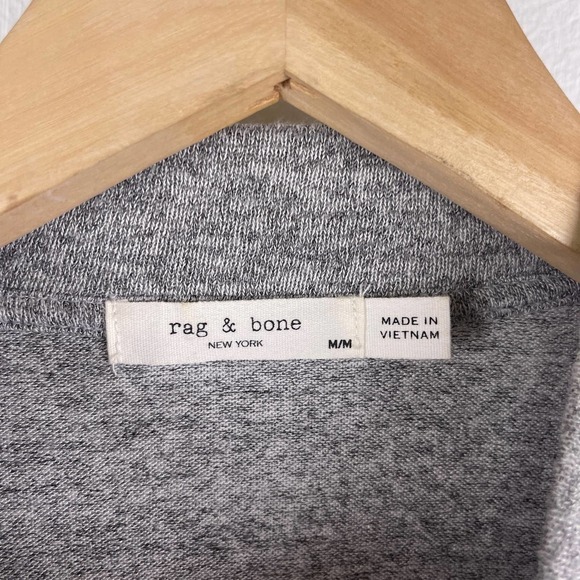 rag & bone
NEW YORK
M/M
MADE IN
VIETNAM